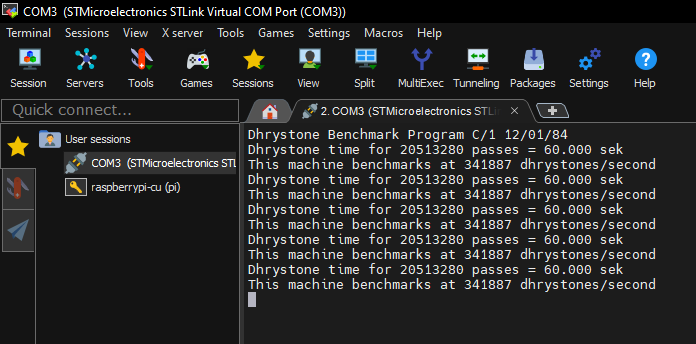 COM3 (STMicroelectronics STLink Virtual COM Port (COM3))
Terminal Sessions View X server Tools Games Settings Macros Help
Session Servers Tools Games Sessions View Split MultiExec Tunneling Packages Settings Help
Quick connect...
2. COM3 (STMicroelectronics STLi
User sessions
COM3 (STMicroelectronics STL
raspberrypi-cu (pi)
Dhrystone Benchmark Program C/1 12/01/84
Dhrystone time for 20513280 passes = 60.000 sek
This machine benchmarks at 341887 dhrystones/second
Dhrystone time for 20513280 passes = 60.000 sek
This machine benchmarks at 341887 dhrystones/second
Dhrystone time for 20513280 passes = 60.000 sek
This machine benchmarks at 341887 dhrystones/second
Dhrystone time for 20513280 passes = 60.000 sek
This machine benchmarks at 341887 dhrystones/second
Dhrystone time for 20513280 passes = 60.000 sek
This machine benchmarks at 341887 dhrystones/second